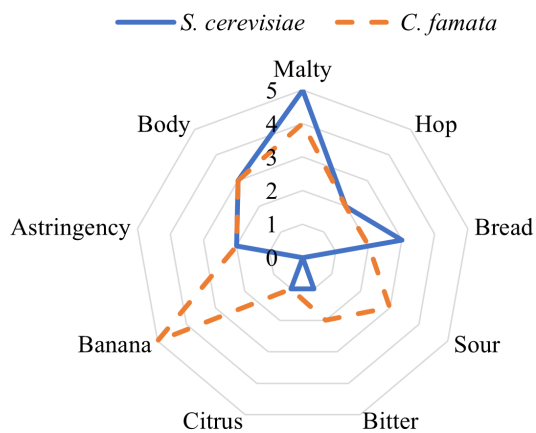 S. cerevisiae C. famata
Malty
5
Body Hop
4
3
2
Astringency Bread
1
0
Banana Sour
Citrus Bitter